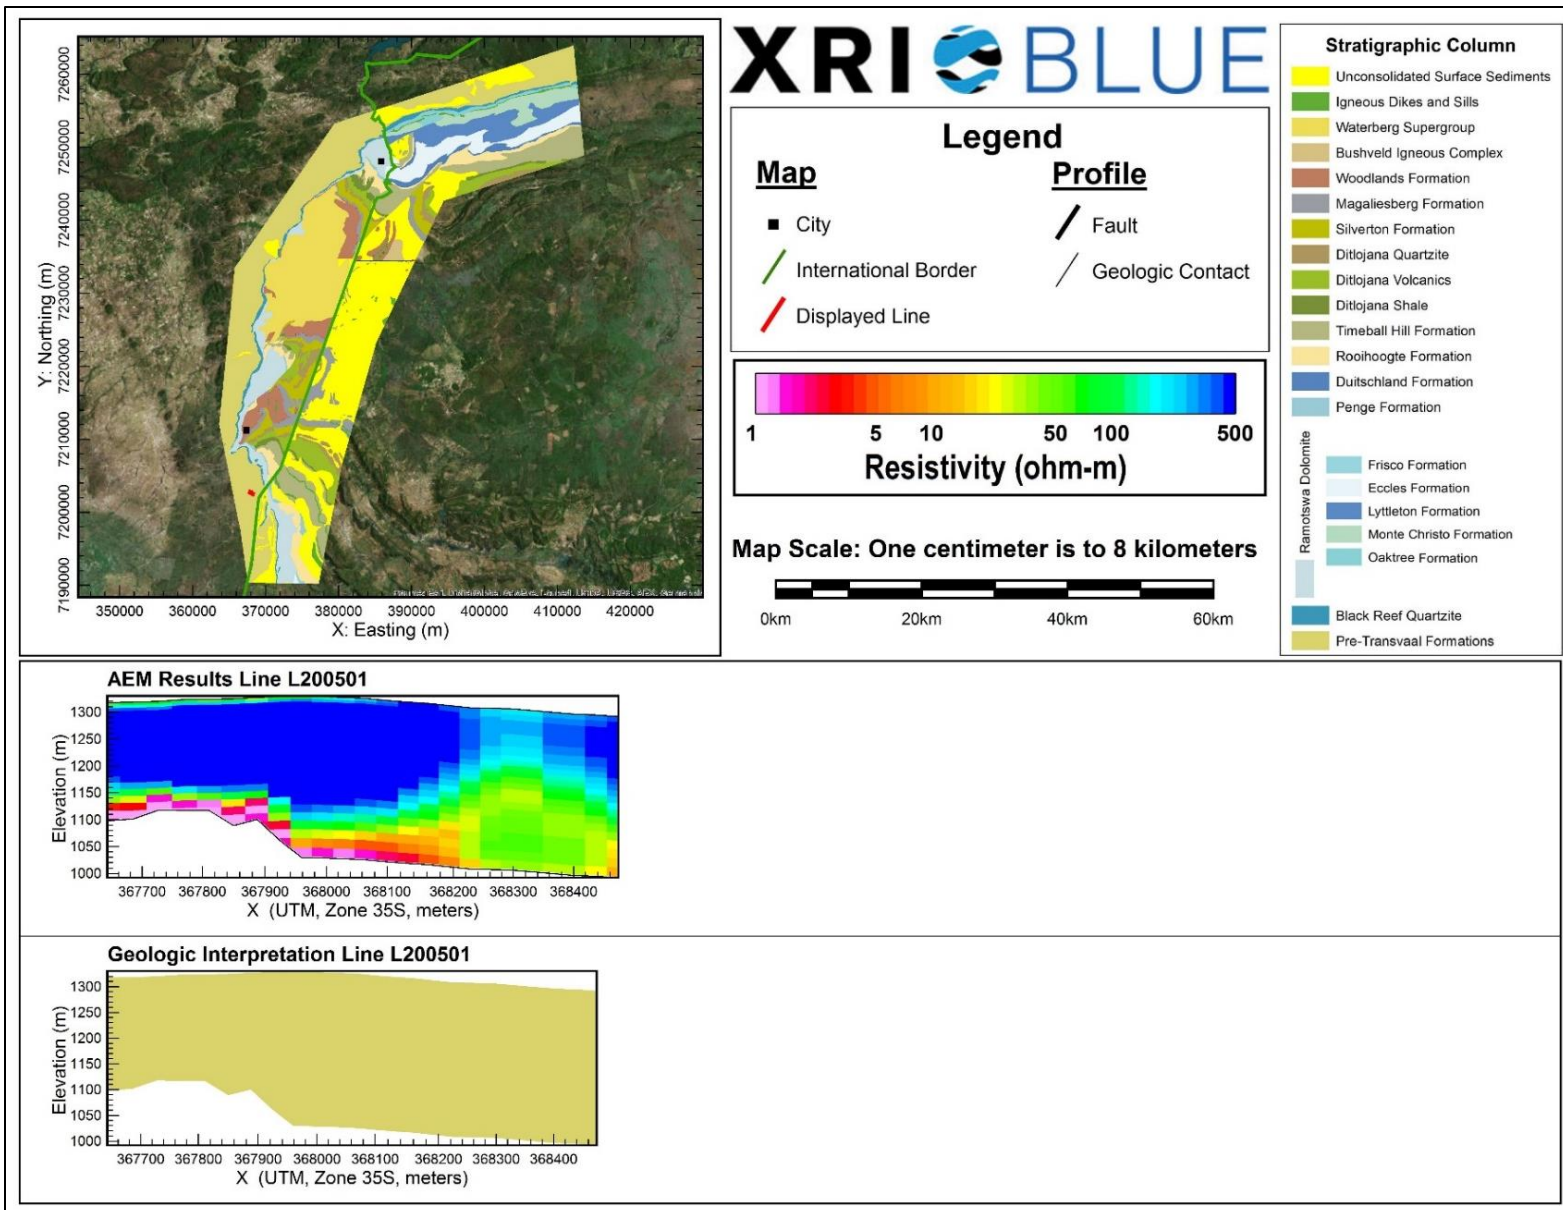 7260000
7250000
7240000
7230000
7220000
7210000
7200000
7190000
Y: Northing (m)
350000 360000 370000 380000 390000 400000 410000 420000
X: Easting (m)
XRI BLUE
Legend
Map
City
International Border
Displayed Line
Profile
Fault
Geologic Contact
1 5 10 50 100 500
Resistivity (ohm-m)
Map Scale: One centimeter is to 8 kilometers
0km 20km 40km 60km
Stratigraphic Column
Unconsolidated Surface Sediments
Igneous Dikes and Sills
Waterberg Supergroup
Bushveld Igneous Complex
Woodlands Formation
Magaliesberg Formation
Silverton Formation
Ditlojana Quartzite
Ditlojana Volcanics
Ditlojana Shale
Timeball Hill Formation
Rooihoogte Formation
Duitschland Formation
Penge Formation
Ramotswa Dolomite
Frisco Formation
Eccles Formation
Lyttleton Formation
Monte Christo Formation
Oaktree Formation
Black Reef Quartzite
Pre-Transvaal Formations
AEM Results Line L200501
Elevation (m)
1300
1250
1200
1150
1100
1050
1000
367700 367800 367900 368000 368100 368200 368300 368400
X (UTM, Zone 35S, meters)
Geologic Interpretation Line L200501
Elevation (m)
1300
1250
1200
1150
1100
1050
1000
367700 367800 367900 368000 368100 368200 368300 368400
X (UTM, Zone 35S, meters)